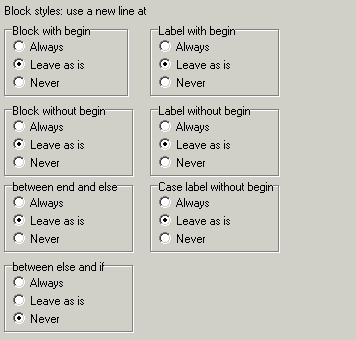 Block styles: use a new line at
Block with begin
Always
Leave as is
Never
Label with begin
Always
Leave as is
Never
Block without begin
Always
Leave as is
Never
Label without begin
Always
Leave as is
Never
between end and else
Always
Leave as is
Never
Case label without begin
Always
Leave as is
Never
between else and if
Always
Leave as is
Never